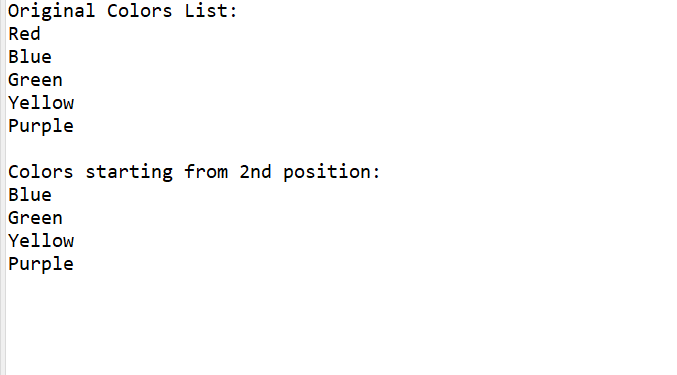 Original Colors List:
Red
Blue
Green
Yellow
Purple

Colors starting from 2nd position:
Blue
Green
Yellow
Purple